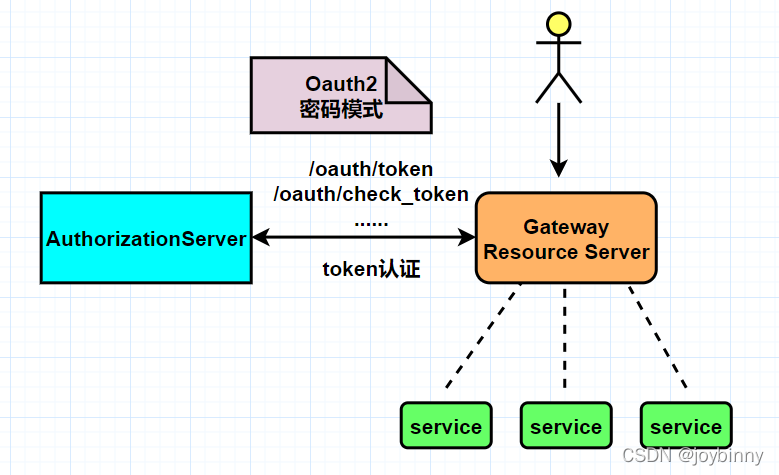 Oauth2
密码模式
/oauth/token
/oauth/check_token
......
AuthorizationServer
Gateway
Resource Server
token认证
service
service
service
CSDN @joybinny